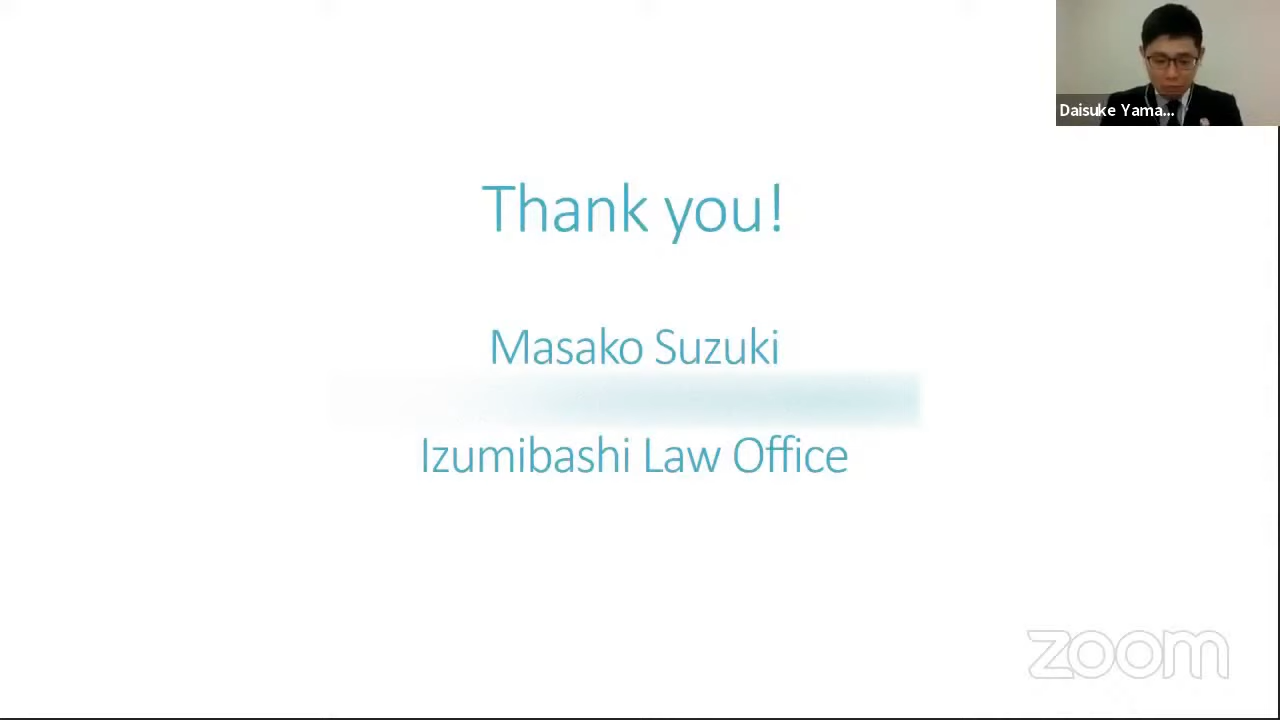 Daisuke Yama...
Thank you!
Masako Suzuki
Izumibashi Law Office
zoom